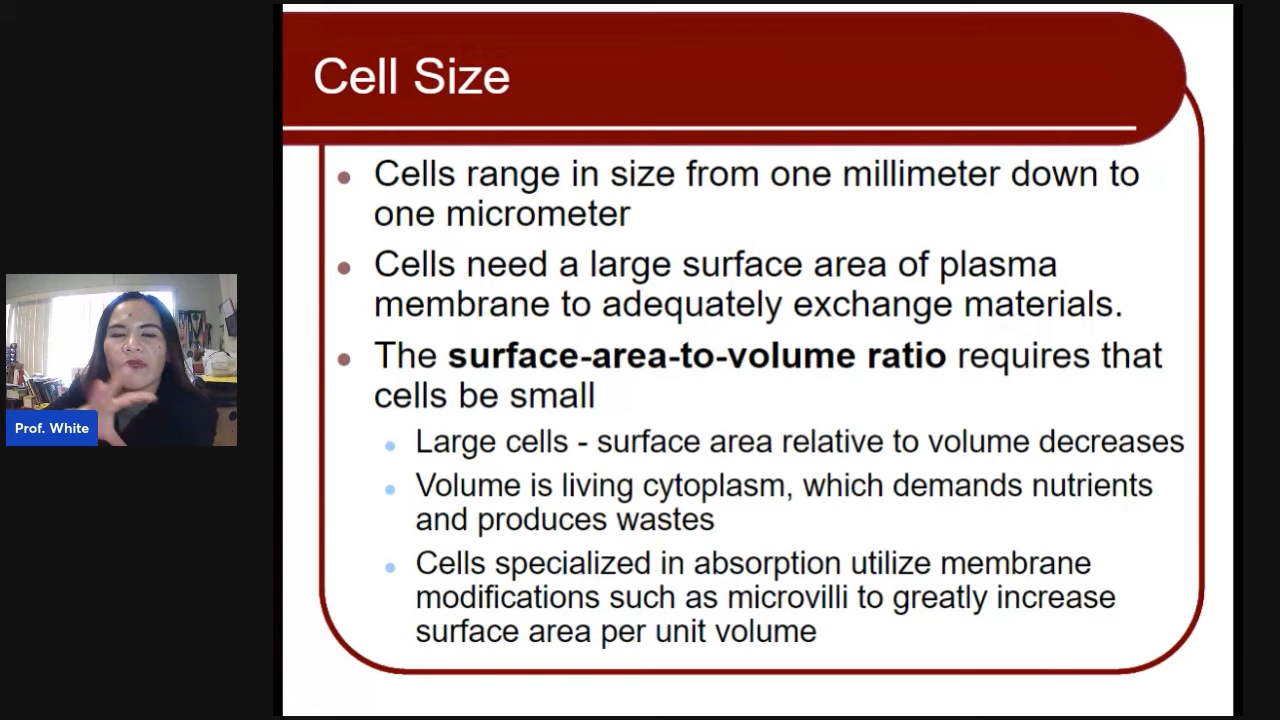 Cell Size
Cells range in size from one millimeter down to
one micrometer
Cells need a large surface area of plasma
membrane to adequately exchange materials.
The surface-area-to-volume ratio requires that
cells be small
Large cells - surface area relative to volume decreases
Volume is living cytoplasm, which demands nutrients
and produces wastes
Cells specialized in absorption utilize membrane
modifications such as microvilli to greatly increase
surface area per unit volume
Prof. White